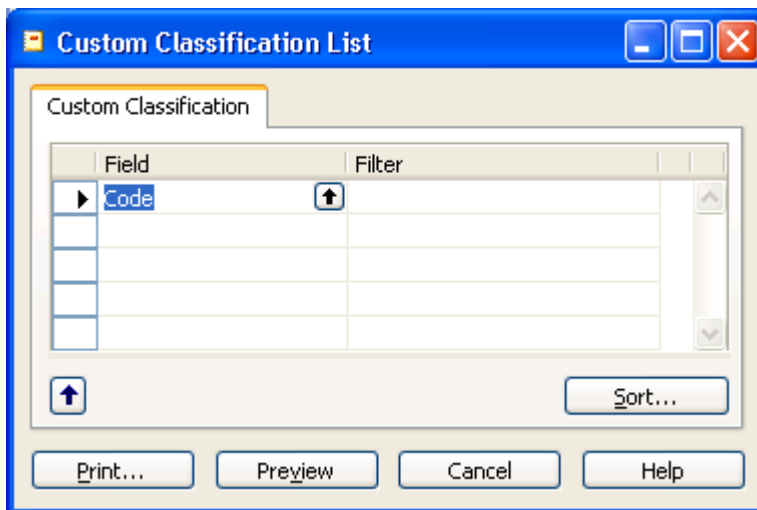 Custom Classification List
Custom Classification
Field Filter
Code
Sort...
Print... Preview Cancel Help